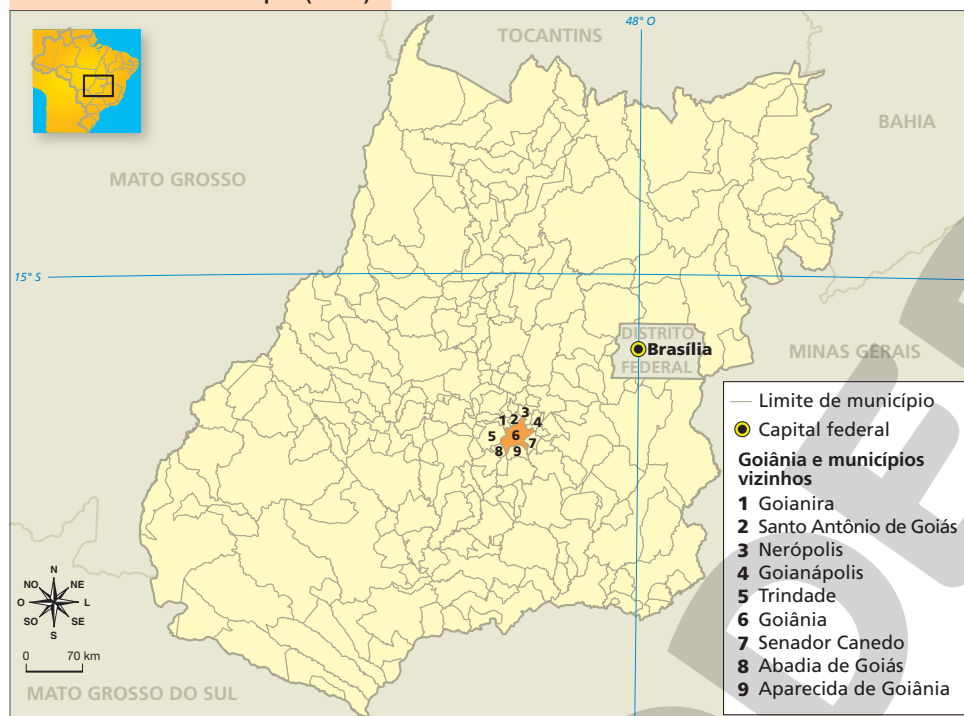 48° O
TOCANTINS
BAHIA
MATO GROSSO
15° S
DISTRITO
Brasília
FEDERAL
MINAS GERAIS
3
1 2 4
5 6 7
8 9
Limite de município
Capital federal
Goiânia e municípios
vizinhos
1 Goianira
2 Santo Antônio de Goiás
3 Nerópolis
4 Goianápolis
5 Trindade
6 Goiânia
7 Senador Canedo
8 Abadia de Goiás
9 Aparecida de Goiânia
N
NO NE
O L
SO SE
S
0 70 km
MATO GROSSO DO SUL